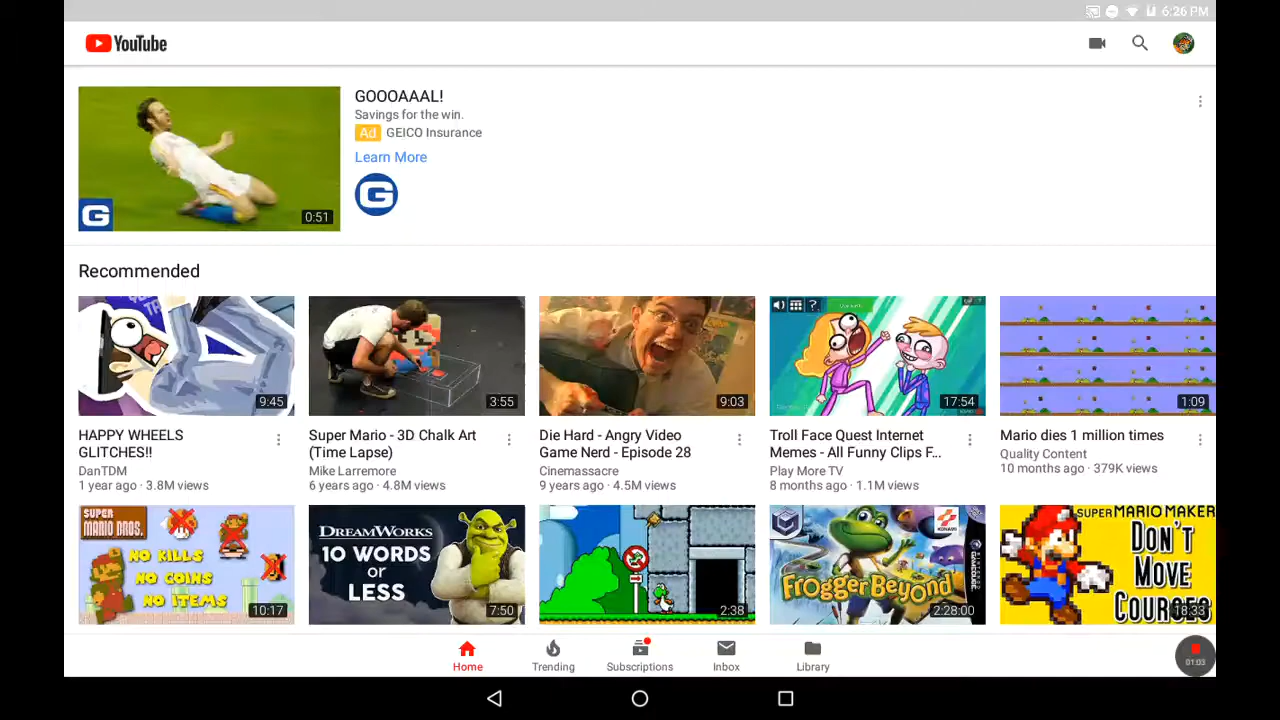 6:26 PM
YouTube
GOOOAAAL!
Savings for the win.
Ad GEICO Insurance
Learn More
G
G
0:51
Recommended
9:45
3:55
9:03
17:54
1:09
HAPPY WHEELS
GLITCHES!!
DanTDM
1 year ago · 3.8M views
Super Mario - 3D Chalk Art
(Time Lapse)
Mike Larremore
6 years ago · 4.8M views
Die Hard - Angry Video
Game Nerd - Episode 28
Cinemassacre
9 years ago · 4.5M views
Troll Face Quest Internet
Memes - All Funny Clips F...
Play More TV
8 months ago · 1.1M views
Mario dies 1 million times
Quality Content
10 months ago · 379K views
SUPER
MARIO BROS.
NO KILLS
NO COINS
NO ITEMS
10:17
DREAMWORKS
10 WORDS
or
LESS
7:50
2:38
KONAMI
Frogger Beyond
2:28:00
SUPER MARIO MAKER
DON'T
MOVE
COURSES
18:33
Home
Trending
Subscriptions
Inbox
Library
01:03